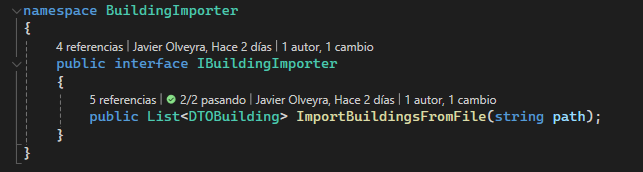 namespace BuildingImporter
{
4 referencias | Javier Olveyra, Hace 2 días | 1 autor, 1 cambio
public interface IBuildingImporter
{
5 referencias | 2/2 pasando | Javier Olveyra, Hace 2 días | 1 autor, 1 cambio
public List<DTOBuilding> ImportBuildingsFromFile(string path);
}
}